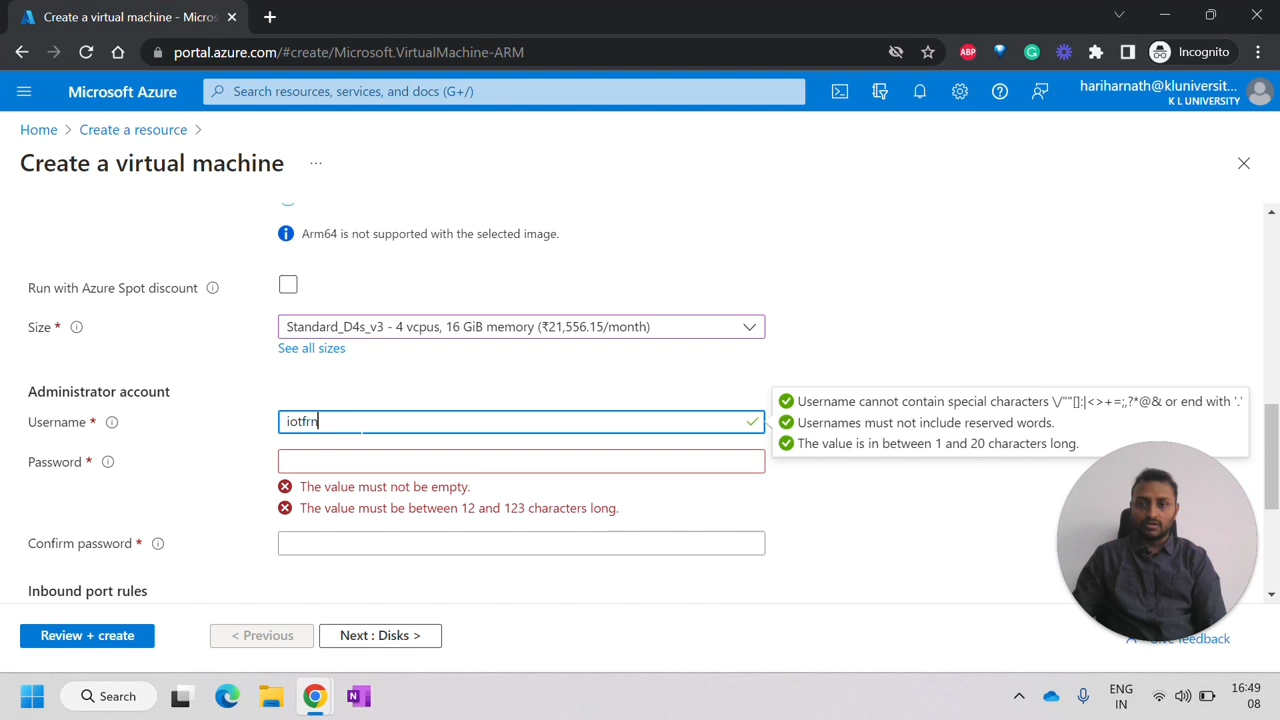 Create a virtual machine - Micros
portal.azure.com/#create/Microsoft.VirtualMachine-ARM
ABP
G
Incognito
Microsoft Azure
Search resources, services, and docs (G+/)
hariharnath@kluniversit...
K L UNIVERSITY
Home > Create a resource >
Create a virtual machine ...
Arm64 is not supported with the selected image.
Run with Azure Spot discount
Size *
Standard_D4s_v3 - 4 vcpus, 16 GiB memory (₹21,556.15/month)
See all sizes
Administrator account
Username *
iotfrn
Username cannot contain special characters \/""[]:|<>+=;,?*@& or end with '.'
Usernames must not include reserved words.
The value is in between 1 and 20 characters long.
Password *
The value must not be empty.
The value must be between 12 and 123 characters long.
Confirm password *
Inbound port rules
Review + create
< Previous
Next : Disks >
feedback
Search
N
ENG
IN
16:49
08